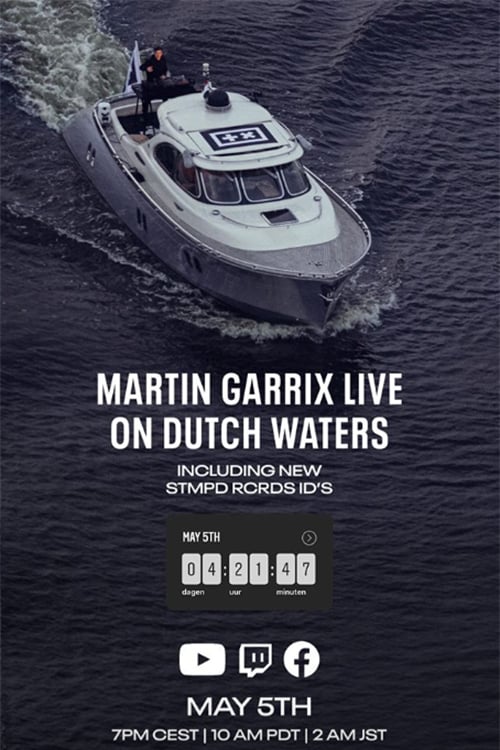 MARTIN GARRIX LIVE
ON DUTCH WATERS
INCLUDING NEW
STMPD RCRDS ID'S
MAY 5TH
04:21:47
dagen uur minuten
MAY 5TH
7PM CEST | 10 AM PDT | 2 AM JST